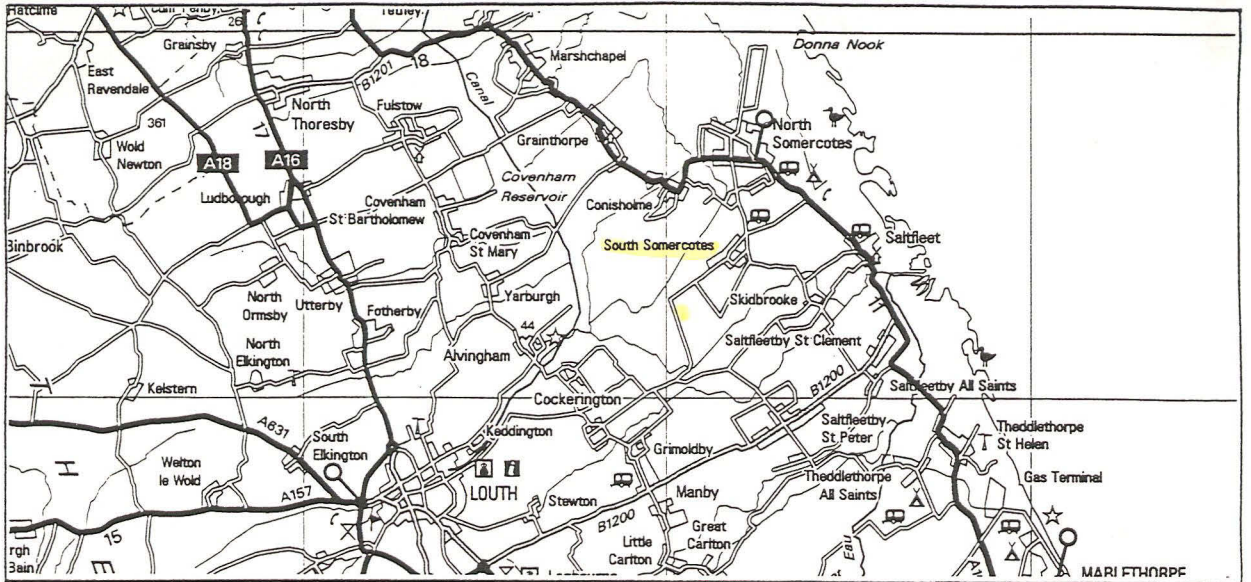 Donna Nook
Grainsby
Marshchapel
26
18
B1201
East
Ravendale
Canal
North
Thoresby
Fulstow
17
361
Wold
Newton
Grainthorpe
North
Somercotes
A18
A16
Covenham
Reservoir
Ludborough
Covenham
St Bartholomew
Conisholme
Binbrook
Covenham
St Mary
South Somercotes
Saltfleet
North
Ormsby
Utterby
Yarburgh
Skidbrooke
Fotherby
44
North
Elkington
Alvingham
Saltfleetby St Clement
Kelstern
B1200
Saltfleetby All Saints
Cockerington
A631
South
Elkington
Keddington
Grimoldby
Saltfleetby
St Peter
Theddlethorpe
St Helen
Welton
le Wold
LOUTH
Theddlethorpe
All Saints
Gas Terminal
A157
Stewton
Manby
15
B1200
Great
Carlton
Little
Carlton
Eau
rgh
Bain
MABLETHORPE